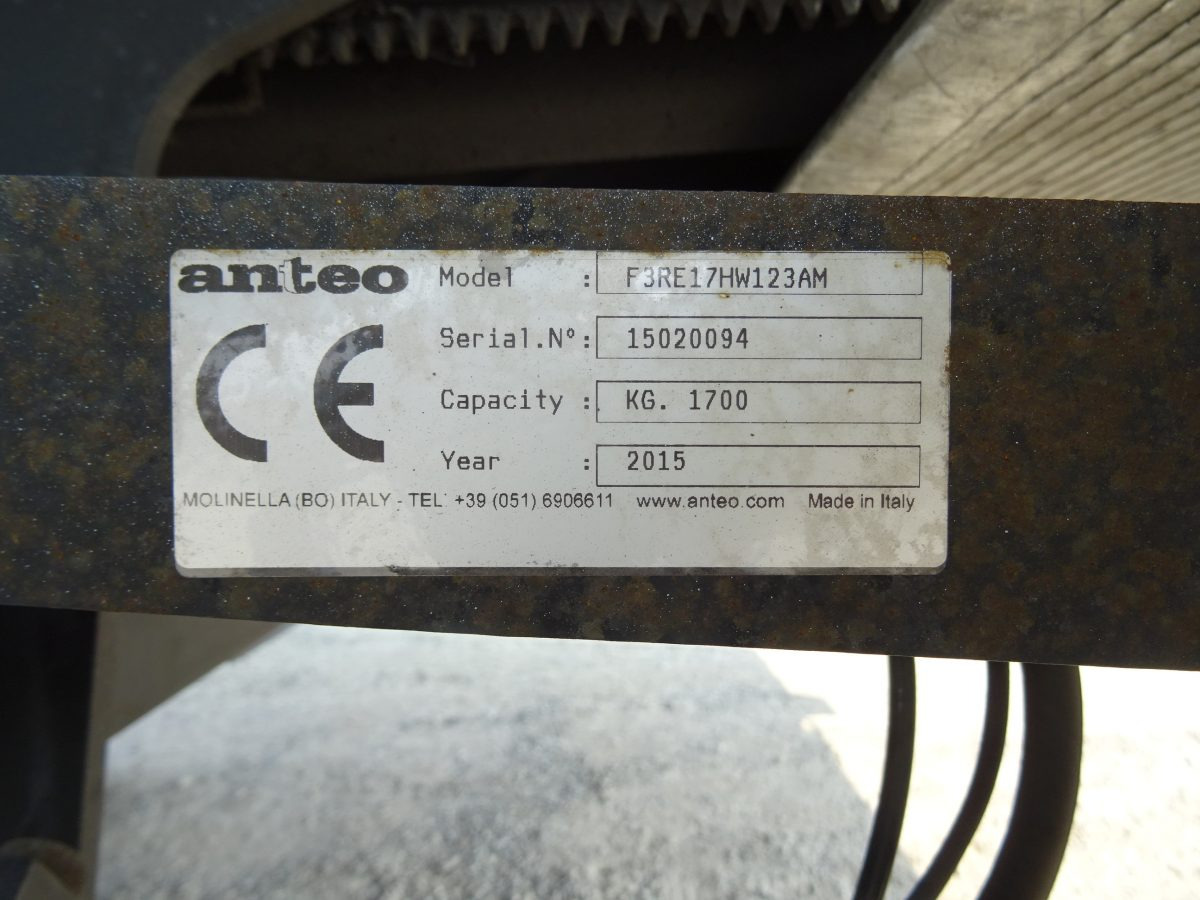 anteo Model : F3RE17HW123AM
CE Serial.Nº: 15020094
Capacity : KG. 1700
Year : 2015
MOLINELLA (BO) ITALY - TEL +39 (051) 6906611 www.anteo.com Made in Italy